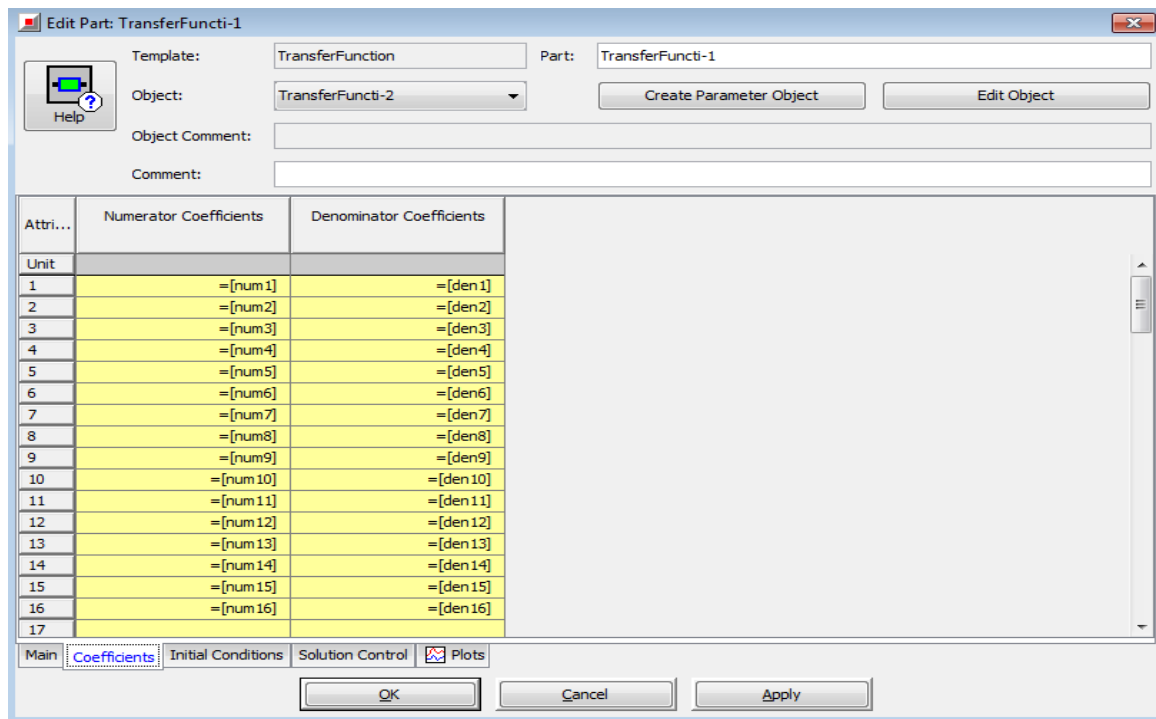 Edit Part: TransferFuncti-1
Template: TransferFunction Part: TransferFuncti-1
Object: TransferFuncti-2 Create Parameter Object Edit Object
Help
Object Comment:
Comment:
Attri... Numerator Coefficients Denominator Coefficients
Unit
1 =[num1] =[den1]
2 =[num2] =[den2]
3 =[num3] =[den3]
4 =[num4] =[den4]
5 =[num5] =[den5]
6 =[num6] =[den6]
7 =[num7] =[den7]
8 =[num8] =[den8]
9 =[num9] =[den9]
10 =[num10] =[den10]
11 =[num11] =[den11]
12 =[num12] =[den12]
13 =[num13] =[den13]
14 =[num14] =[den14]
15 =[num15] =[den15]
16 =[num16] =[den16]
17
Main Coefficients Initial Conditions Solution Control Plots
OK Cancel Apply